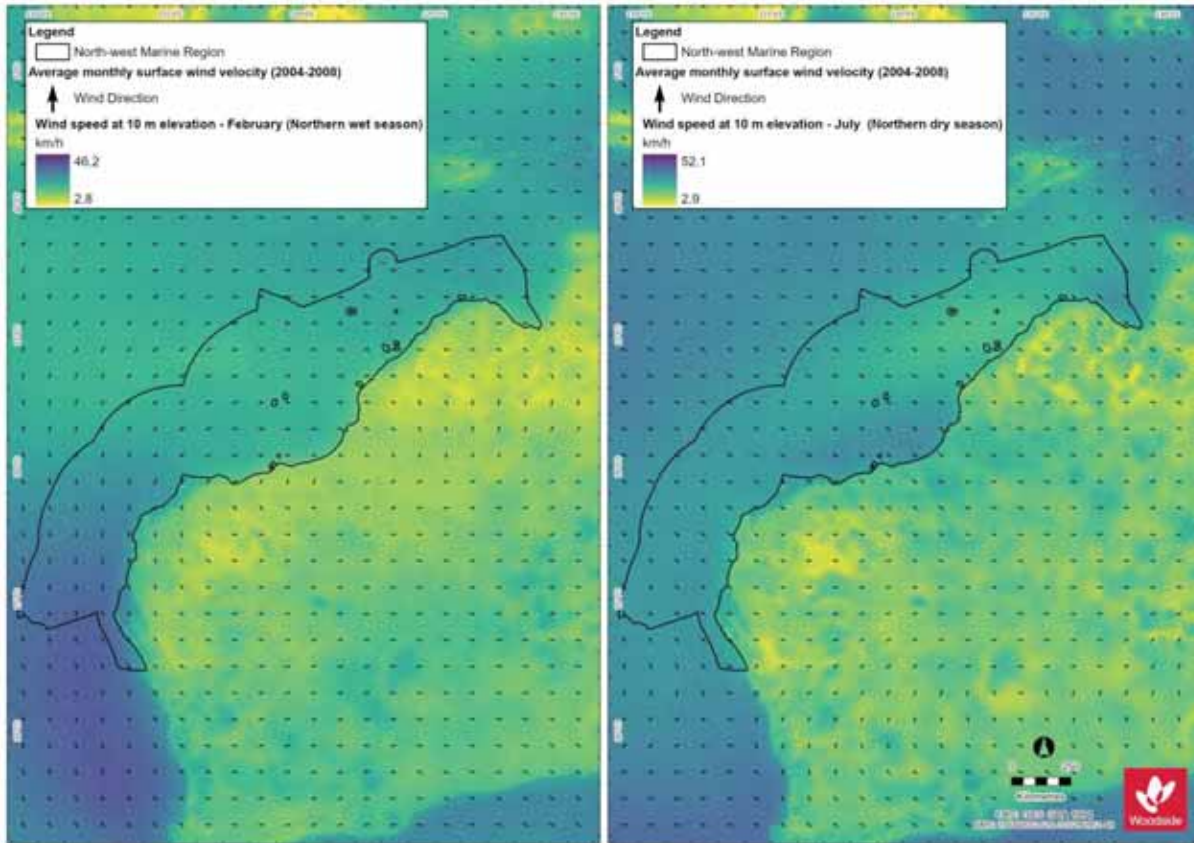 Legend
North-west Marine Region
Average monthly surface wind velocity (2004-2008)
Wind Direction
Wind speed at 10 m elevation - February (Northern wet season)
km/h
46.2
2.8
Legend
North-west Marine Region
Average monthly surface wind velocity (2004-2008)
Wind Direction
Wind speed at 10 m elevation - July (Northern dry season)
km/h
52.1
2.9
Kilometres
Woodside